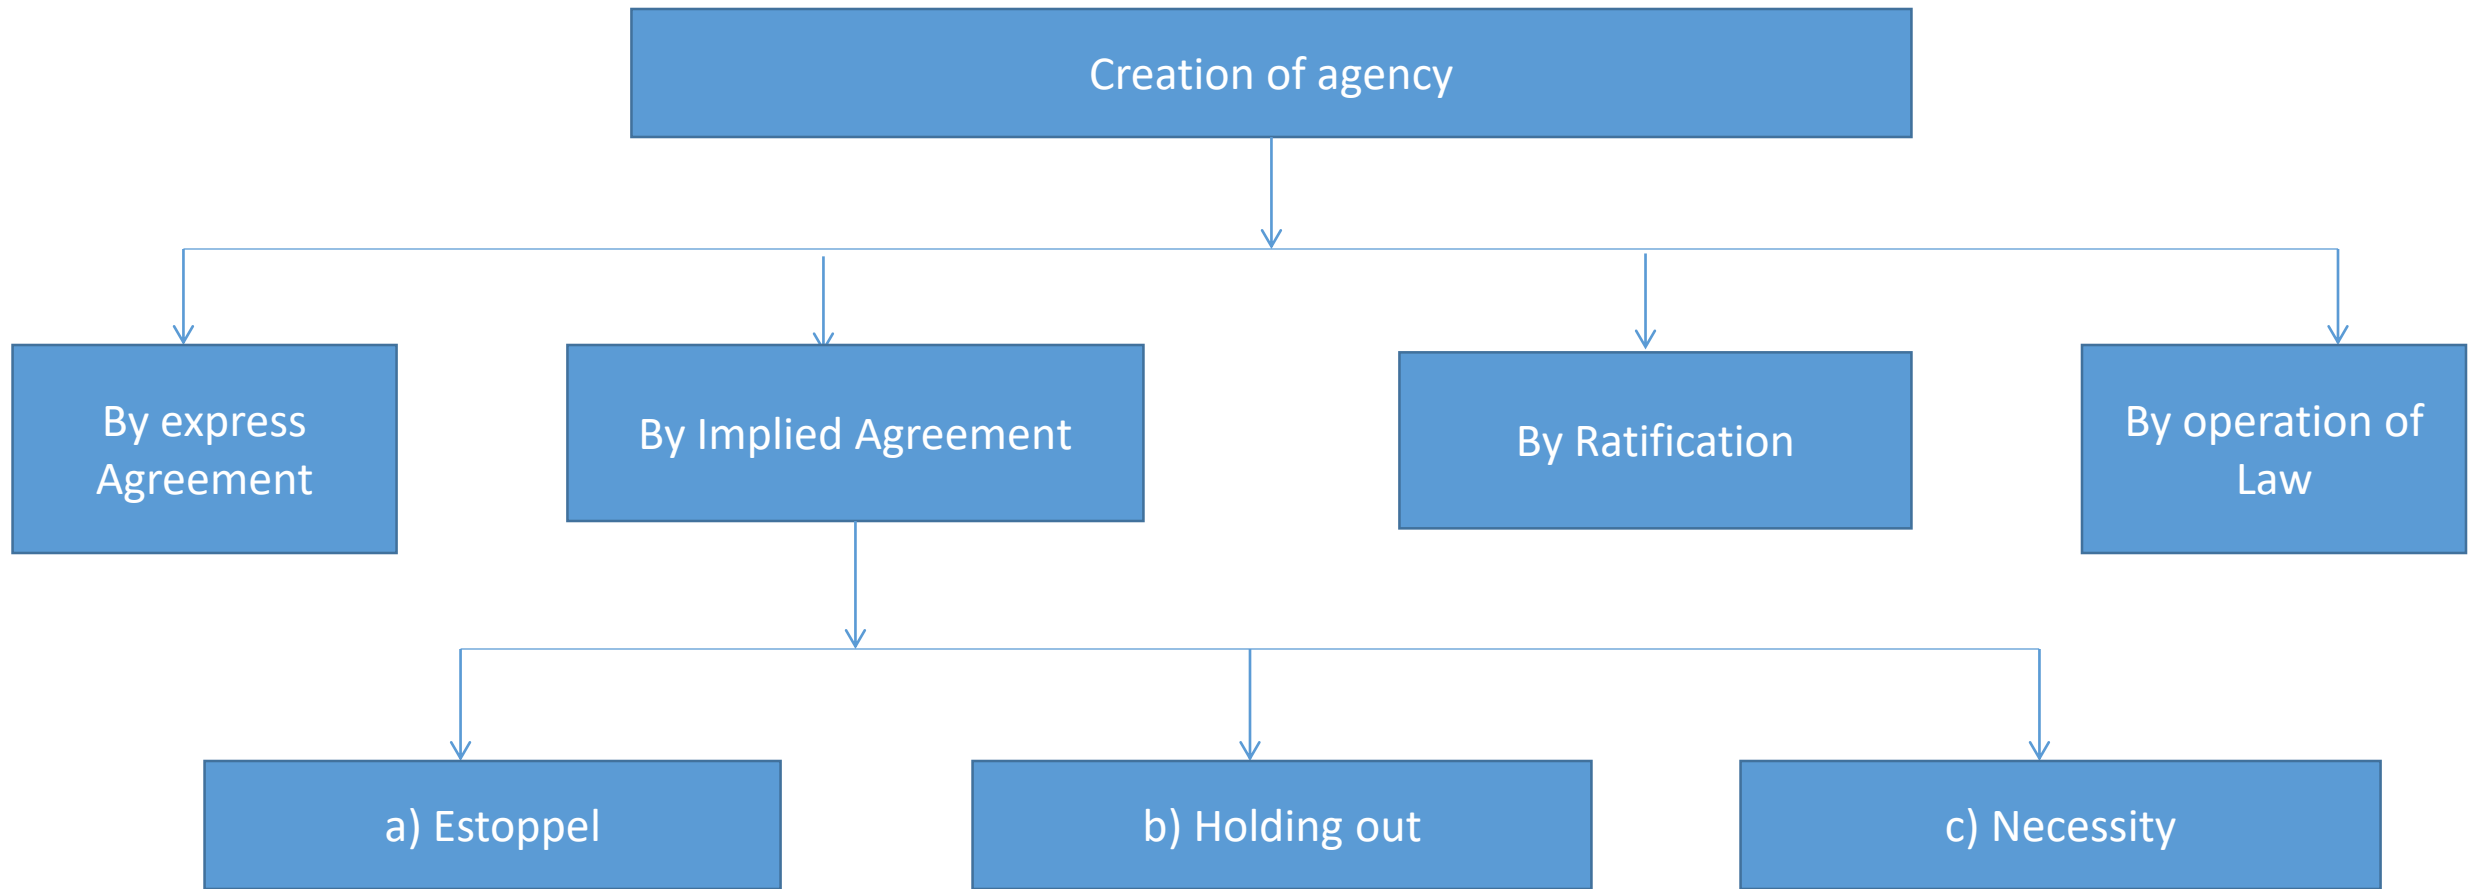 Creation of agency
By express
Agreement
By Implied Agreement
By Ratification
By operation of
Law
a) Estoppel
b) Holding out
c) Necessity